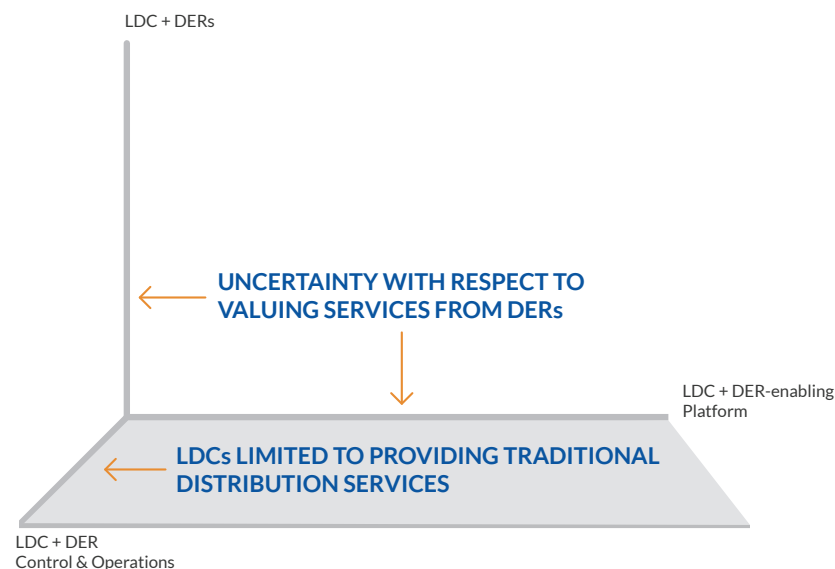 LDC + DERs
UNCERTAINTY WITH RESPECT TO
VALUING SERVICES FROM DERs
LDC + DER-enabling
Platform
LDCs LIMITED TO PROVIDING TRADITIONAL
DISTRIBUTION SERVICES
LDC + DER
Control & Operations